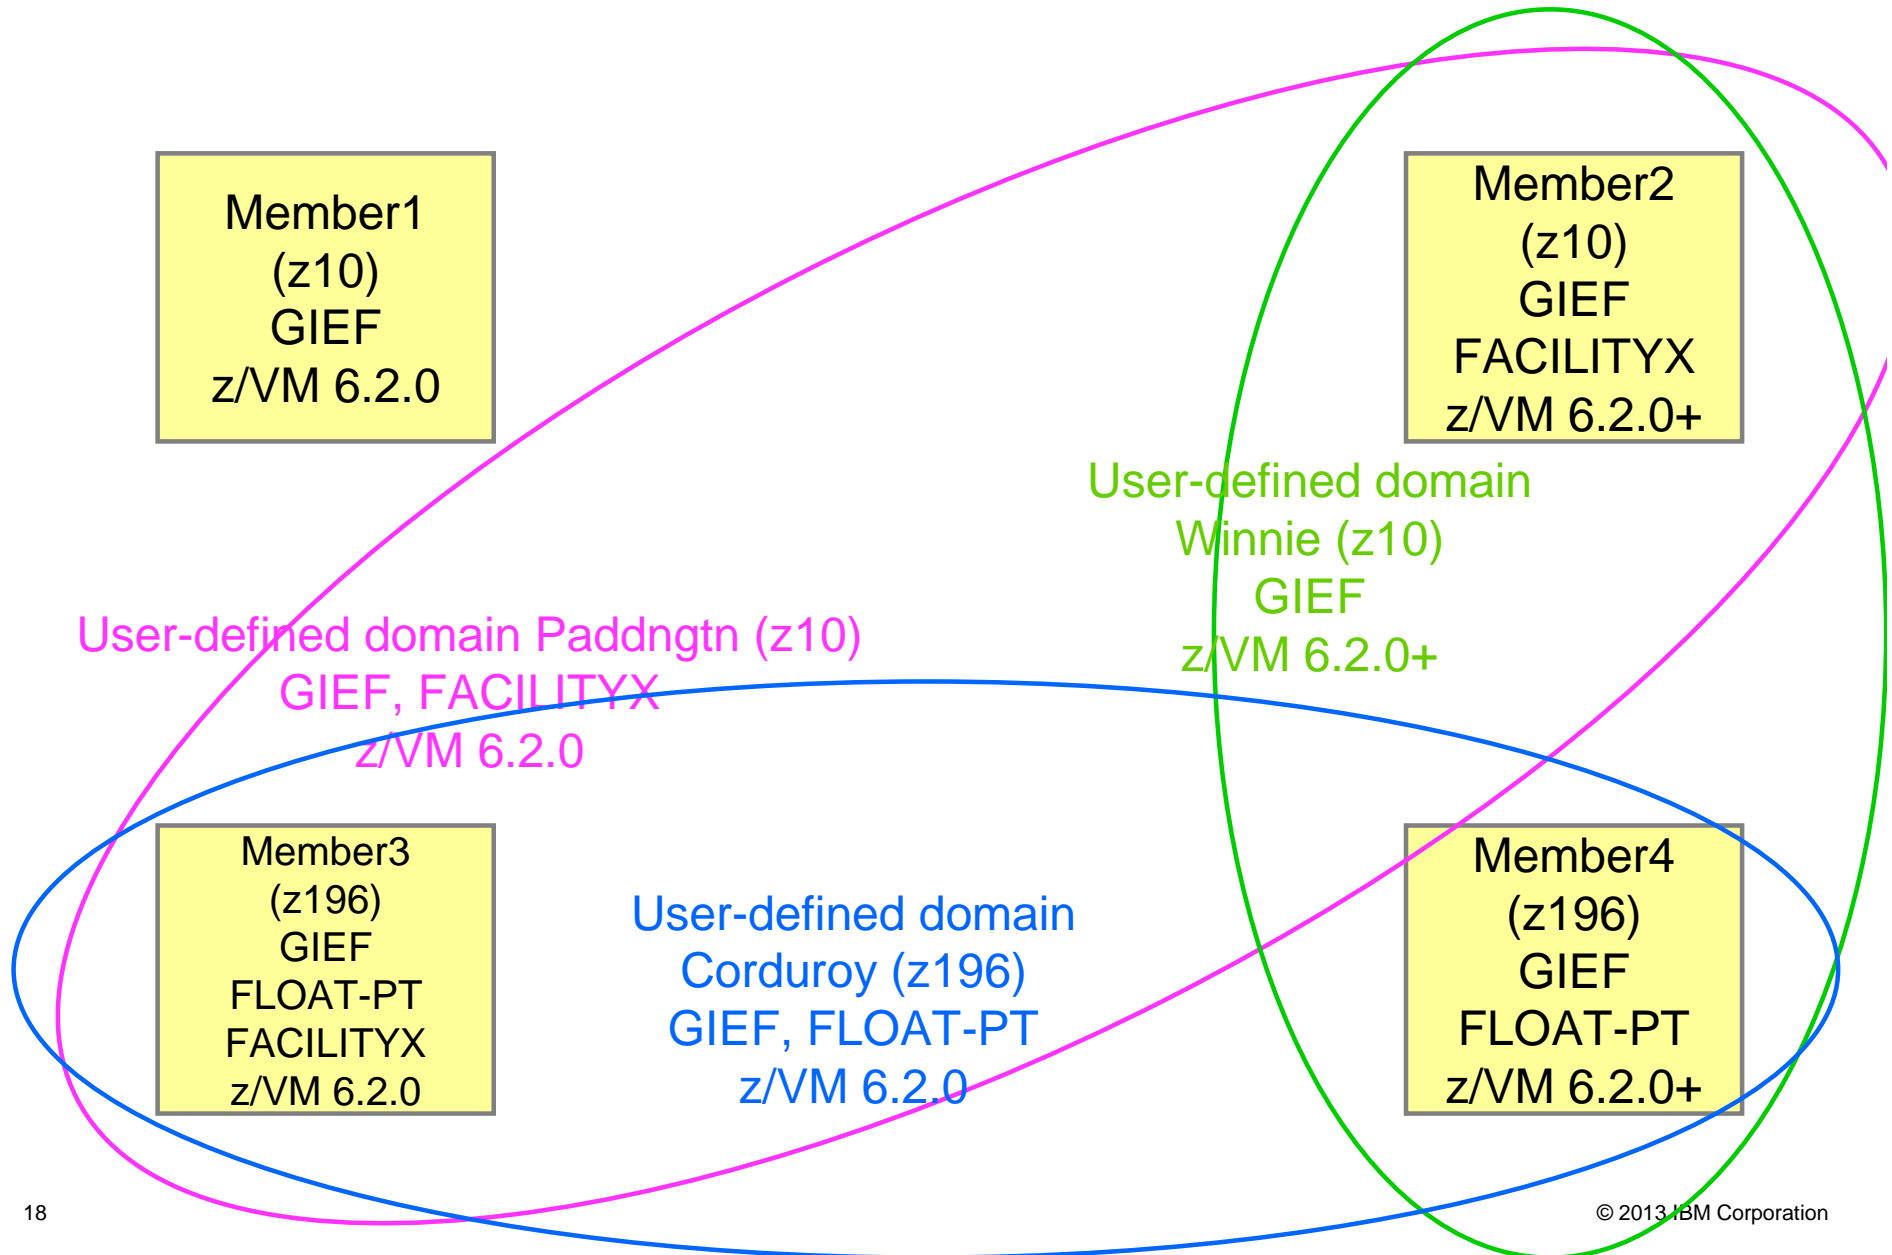 Member1
(z10)
GIEF
z/VM 6.2.0
Member2
(z10)
GIEF
FACILITYX
z/VM 6.2.0+
User-defined domain
Winnie (z10)
GIEF
z/VM 6.2.0+
User-defined domain Paddngtn (z10)
GIEF, FACILITYX
z/VM 6.2.0
Member3
(z196)
GIEF
FLOAT-PT
FACILITYX
z/VM 6.2.0
User-defined domain
Corduroy (z196)
GIEF, FLOAT-PT
z/VM 6.2.0
Member4
(z196)
GIEF
FLOAT-PT
z/VM 6.2.0+
18
© 2013 IBM Corporation